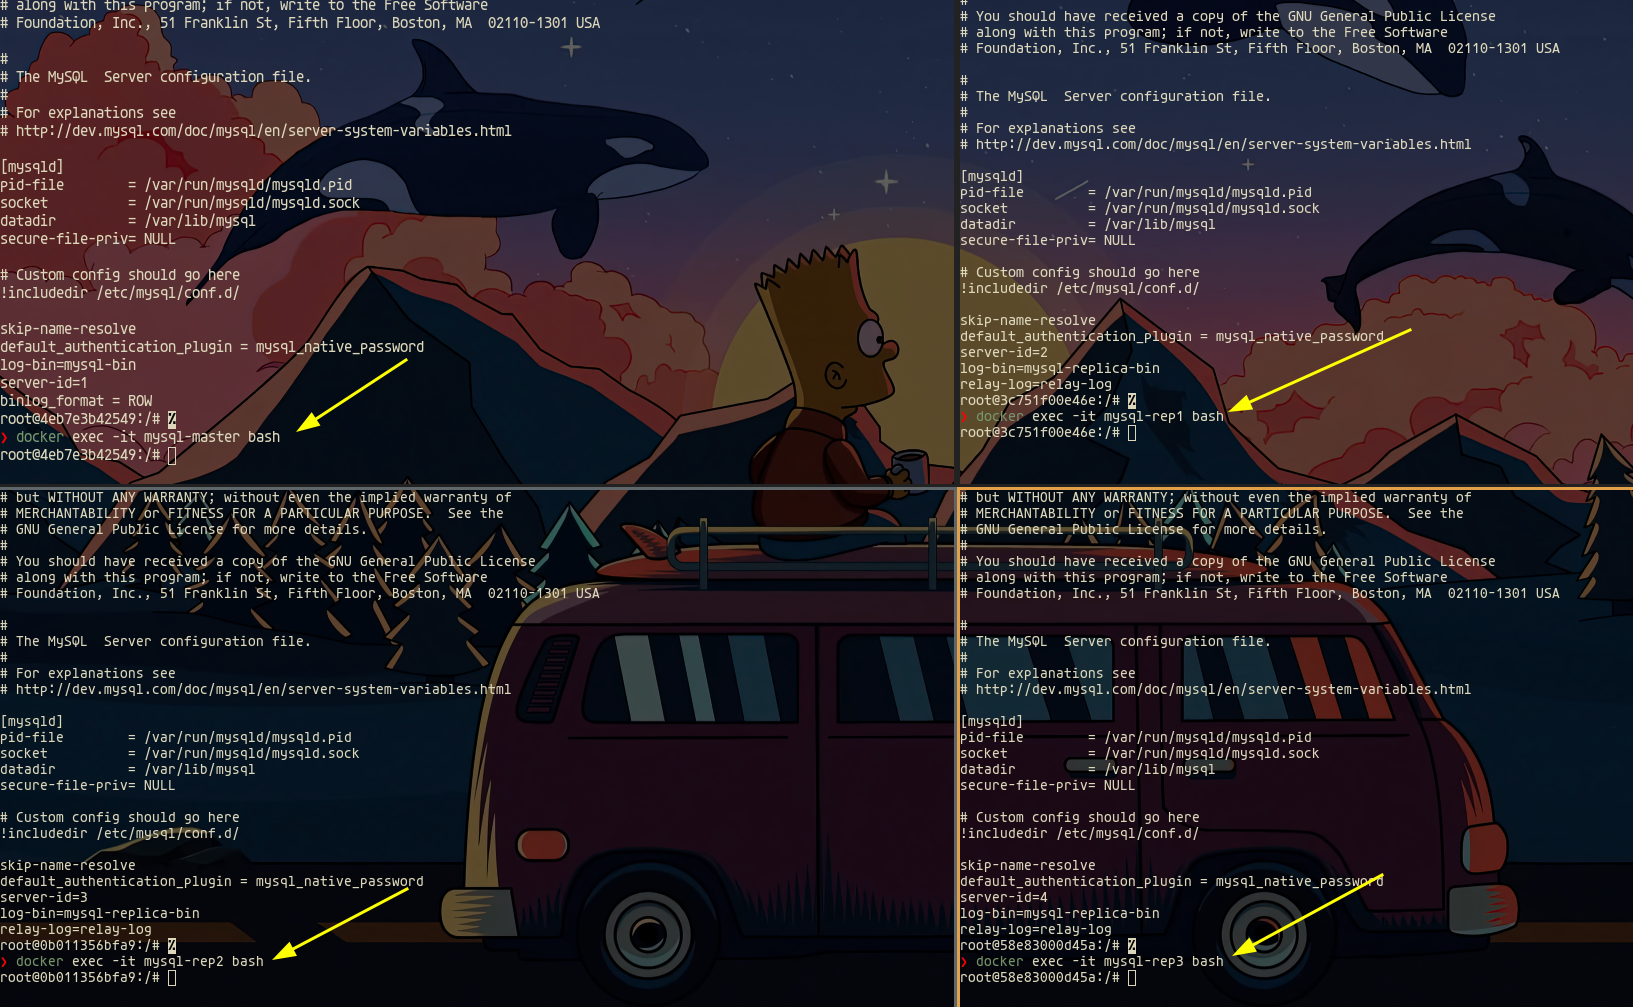 # along with this program; if not, write to the Free Software
# Foundation, Inc., 51 Franklin St, Fifth Floor, Boston, MA  02110-1301 USA
#
# The MySQL  Server configuration file.
#
# For explanations see
# http://dev.mysql.com/doc/mysql/en/server-system-variables.html
[mysqld]
pid-file        = /var/run/mysqld/mysqld.pid
socket          = /var/run/mysqld/mysqld.sock
datadir         = /var/lib/mysql
secure-file-priv= NULL
# Custom config should go here
!includedir /etc/mysql/conf.d/
skip-name-resolve
default_authentication_plugin = mysql_native_password
log-bin=mysql-bin
server-id=1
binlog_format = ROW
root@4eb7e3b42549:/# %
❯ docker exec -it mysql-master bash
root@4eb7e3b42549:/#
#
# You should have received a copy of the GNU General Public License
# along with this program; if not, write to the Free Software
# Foundation, Inc., 51 Franklin St, Fifth Floor, Boston, MA  02110-1301 USA
#
# The MySQL  Server configuration file.
#
# For explanations see
# http://dev.mysql.com/doc/mysql/en/server-system-variables.html
[mysqld]
pid-file        = /var/run/mysqld/mysqld.pid
socket          = /var/run/mysqld/mysqld.sock
datadir         = /var/lib/mysql
secure-file-priv= NULL
# Custom config should go here
!includedir /etc/mysql/conf.d/
skip-name-resolve
default_authentication_plugin = mysql_native_password
server-id=2
log-bin=mysql-replica-bin
relay-log=relay-log
root@3c751f00e46e:/# %
❯ docker exec -it mysql-rep1 bash
root@3c751f00e46e:/#
# but WITHOUT ANY WARRANTY; without even the implied warranty of
# MERCHANTABILITY or FITNESS FOR A PARTICULAR PURPOSE.  See the
# GNU General Public License for more details.
#
# You should have received a copy of the GNU General Public License
# along with this program; if not, write to the Free Software
# Foundation, Inc., 51 Franklin St, Fifth Floor, Boston, MA  02110-1301 USA
#
# The MySQL  Server configuration file.
#
# For explanations see
# http://dev.mysql.com/doc/mysql/en/server-system-variables.html
[mysqld]
pid-file        = /var/run/mysqld/mysqld.pid
socket          = /var/run/mysqld/mysqld.sock
datadir         = /var/lib/mysql
secure-file-priv= NULL
# Custom config should go here
!includedir /etc/mysql/conf.d/
skip-name-resolve
default_authentication_plugin = mysql_native_password
server-id=3
log-bin=mysql-replica-bin
relay-log=relay-log
root@0b011356bfa9:/# %
❯ docker exec -it mysql-rep2 bash
root@0b011356bfa9:/#
# but WITHOUT ANY WARRANTY; without even the implied warranty of
# MERCHANTABILITY or FITNESS FOR A PARTICULAR PURPOSE.  See the
# GNU General Public License for more details.
#
# You should have received a copy of the GNU General Public License
# along with this program; if not, write to the Free Software
# Foundation, Inc., 51 Franklin St, Fifth Floor, Boston, MA  02110-1301 USA
#
# The MySQL  Server configuration file.
#
# For explanations see
# http://dev.mysql.com/doc/mysql/en/server-system-variables.html
[mysqld]
pid-file        = /var/run/mysqld/mysqld.pid
socket          = /var/run/mysqld/mysqld.sock
datadir         = /var/lib/mysql
secure-file-priv= NULL
# Custom config should go here
!includedir /etc/mysql/conf.d/
skip-name-resolve
default_authentication_plugin = mysql_native_password
server-id=4
log-bin=mysql-replica-bin
relay-log=relay-log
root@58e83000d45a:/# %
❯ docker exec -it mysql-rep3 bash
root@58e83000d45a:/#